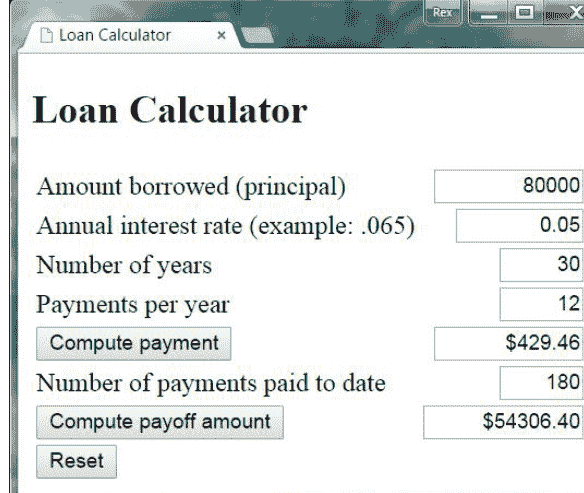 Rex
Loan Calculator
Loan Calculator
Amount borrowed (principal) 80000
Annual interest rate (example: .065) 0.05
Number of years 30
Payments per year 12
Compute payment $429.46
Number of payments paid to date 180
Compute payoff amount $54306.40
Reset